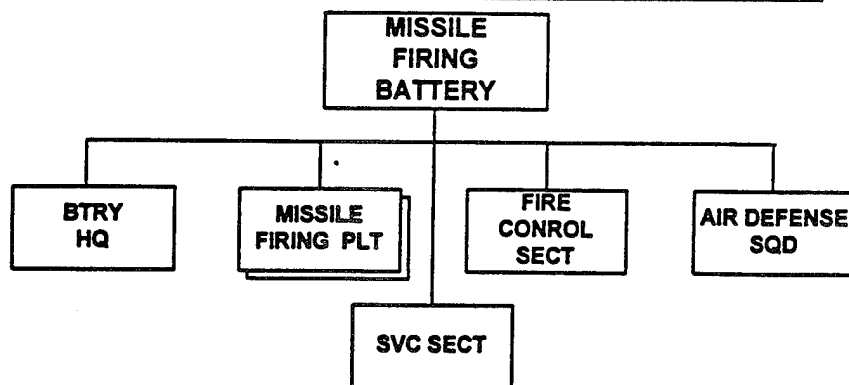 MISSILE
FIRING
BATTERY
BTRY
HQ
MISSILE
FIRING PLT
FIRE
CONROL
SECT
AIR DEFENSE
SQD
SVC SECT